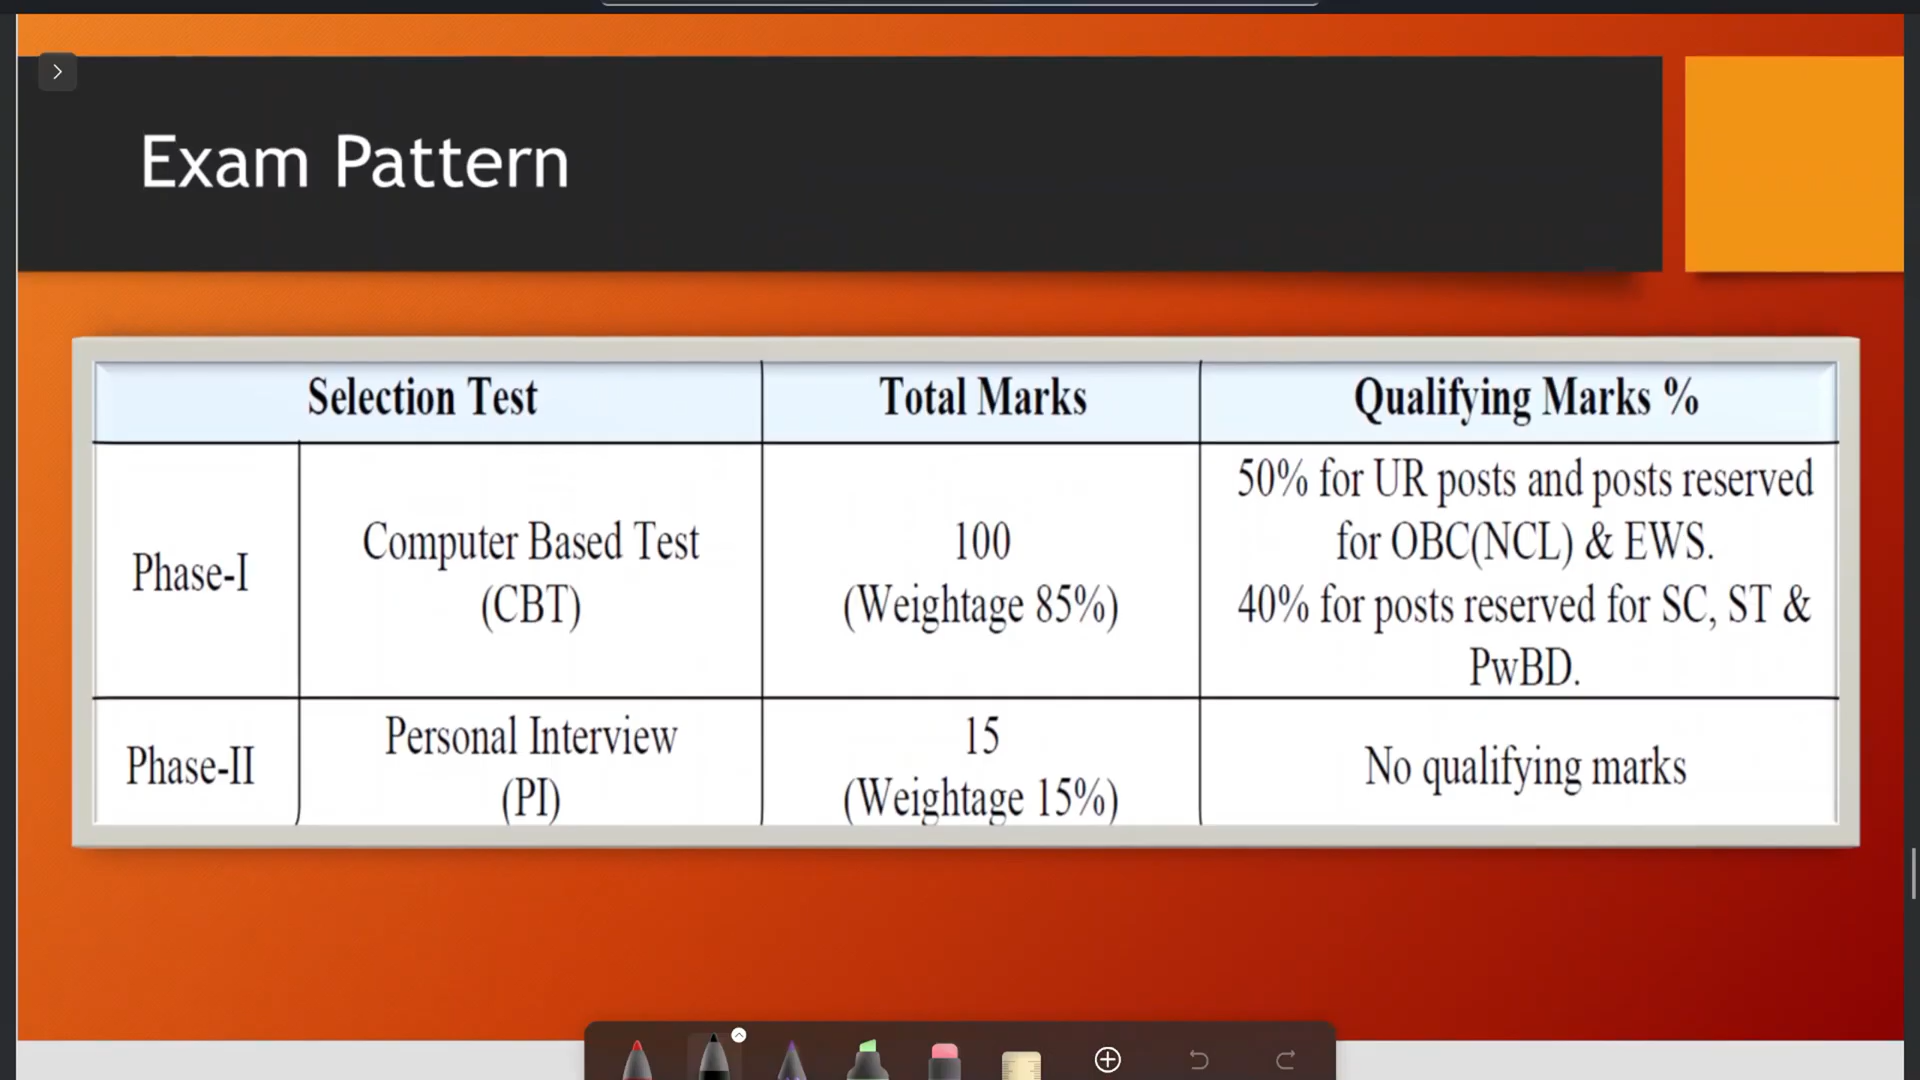 Exam Pattern
Selection Test
Total Marks
Qualifying Marks %
Phase-I
Computer Based Test
(CBT)
100
(Weightage 85%)
50% for UR posts and posts reserved
for OBC(NCL) & EWS.
40% for posts reserved for SC, ST &
PwBD.
Phase-II
Personal Interview
(PI)
15
(Weightage 15%)
No qualifying marks